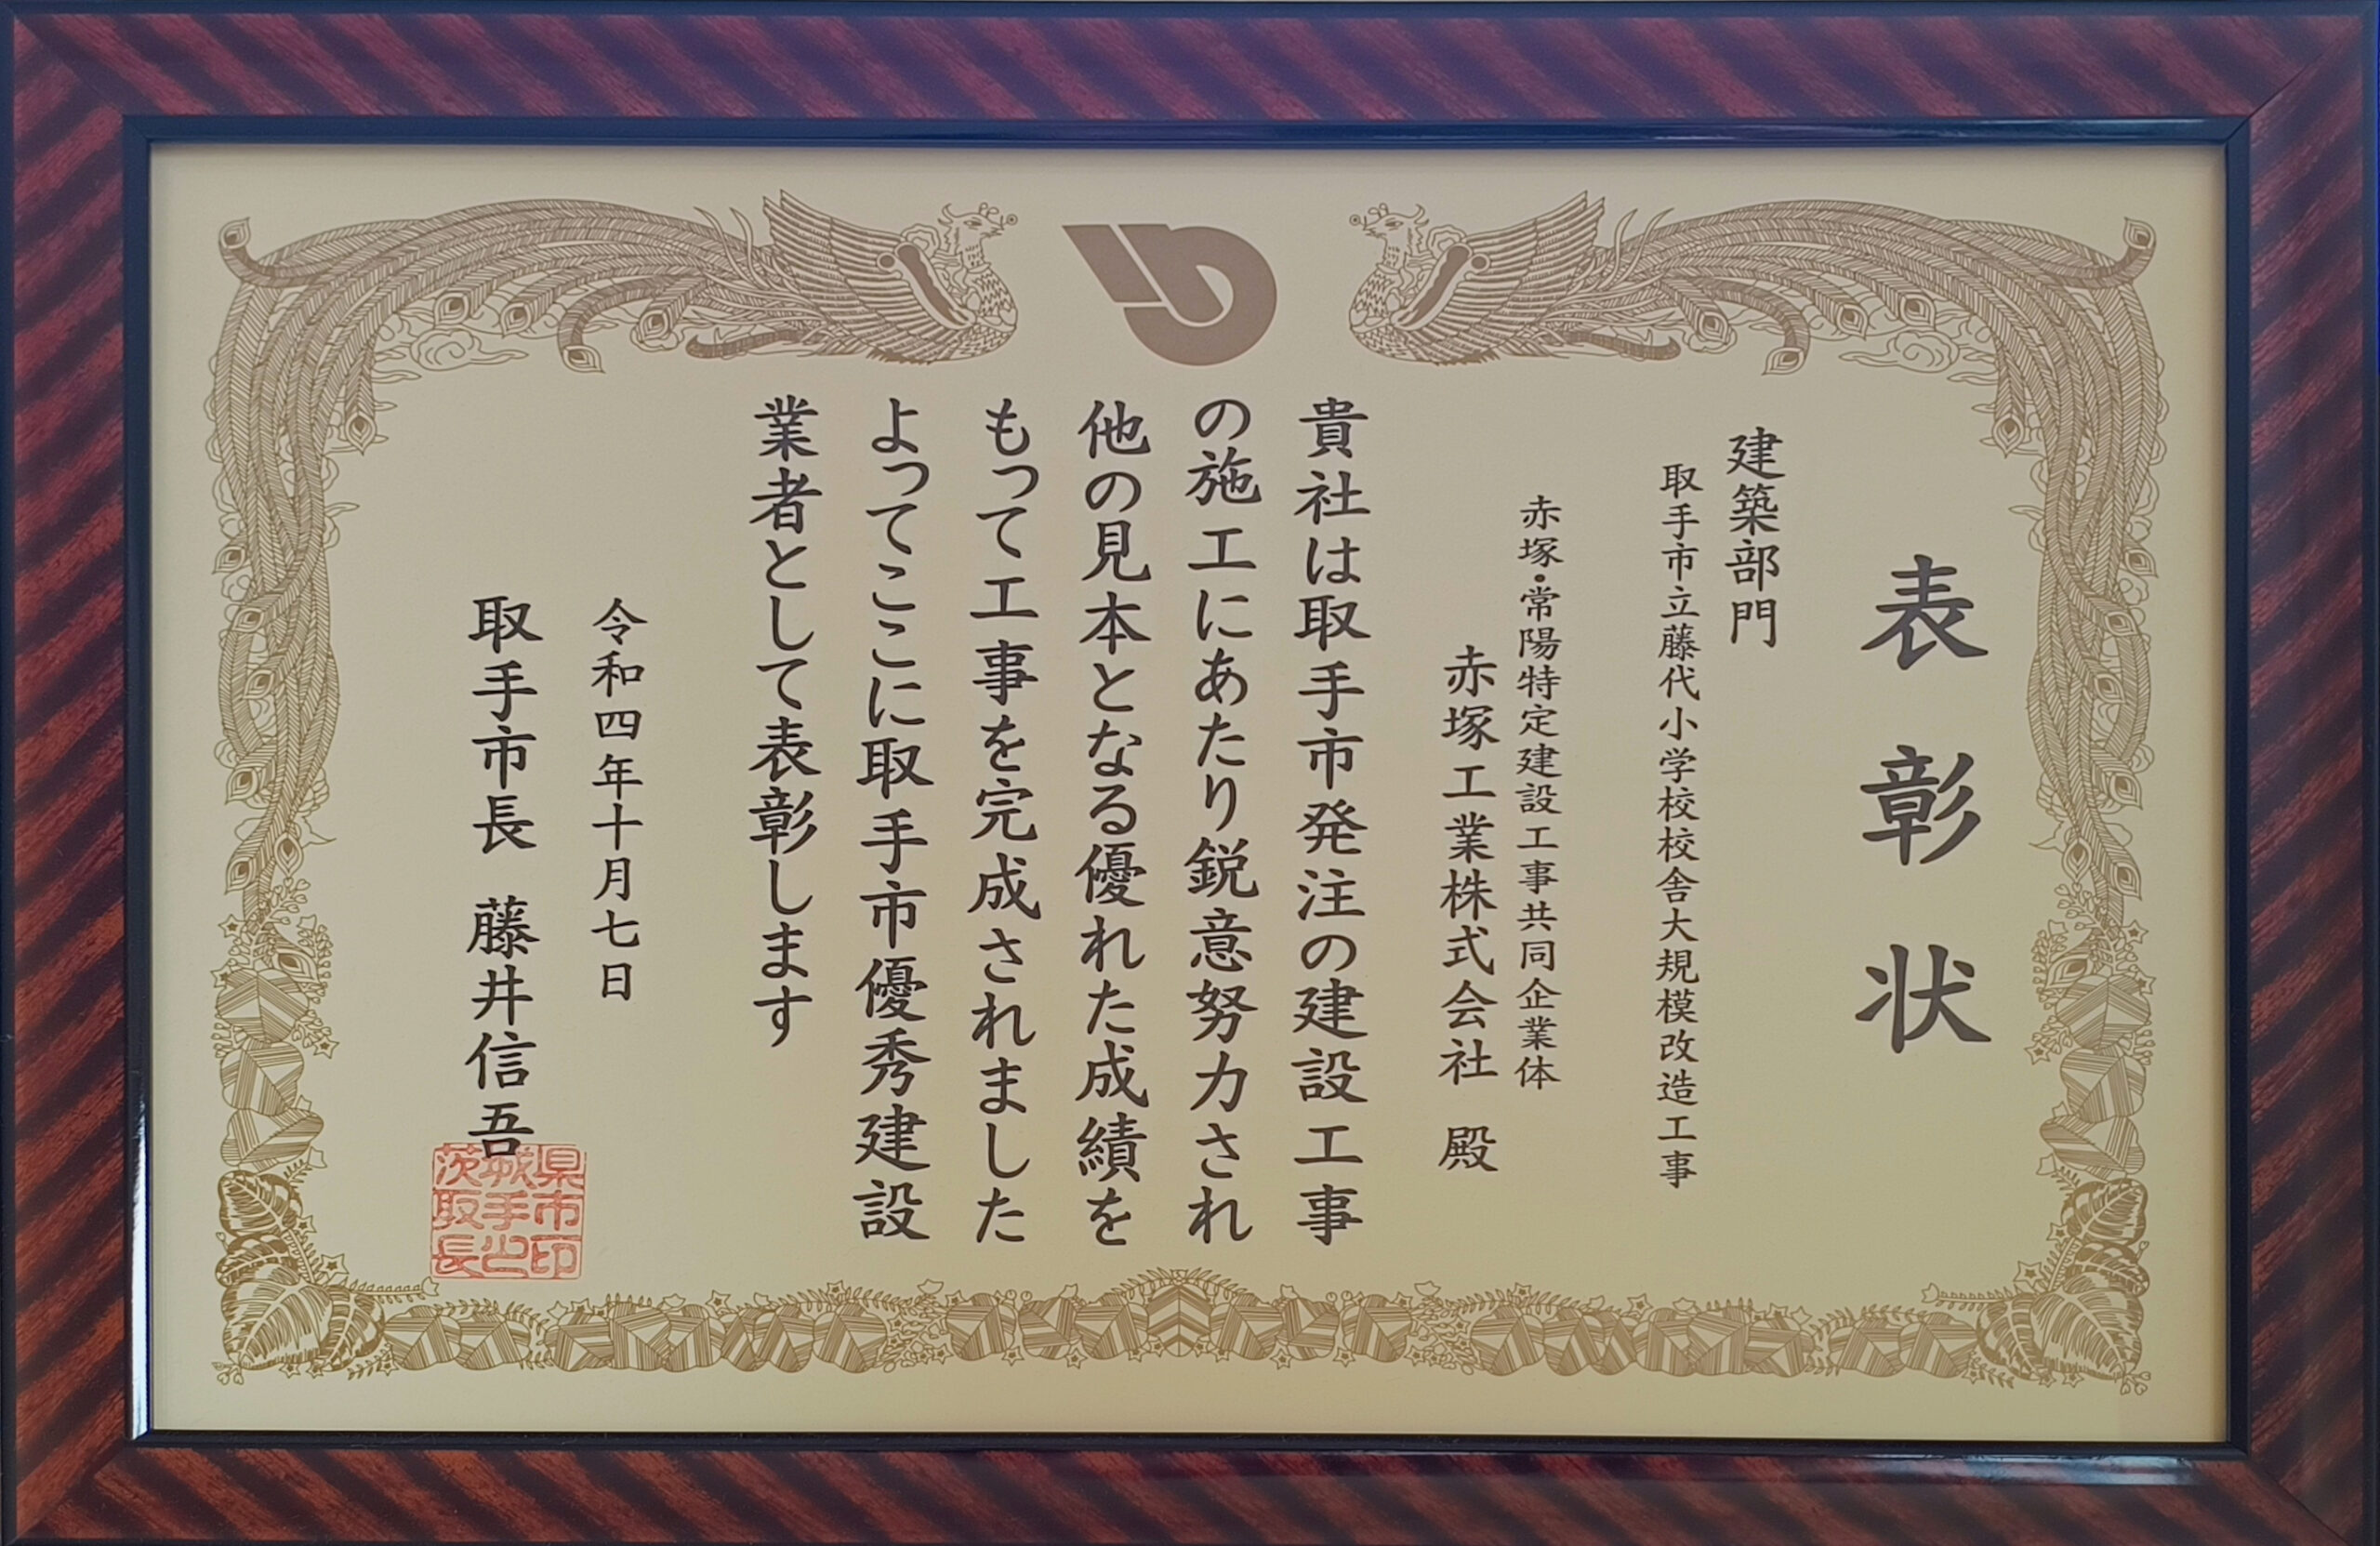 表彰状
建築部門
取手市立藤代小学校校舎大規模改造工事
赤塚・常陽特定建設工事共同企業体
赤塚工業株式会社 殿
貴社は取手市発注の建設工事
の施工にあたり鋭意努力され
他の見本となる優れた成績を
もって工事を完成されました
よってここに取手市優秀建設
業者として表彰します
令和四年十月七日
取手市長 藤井信吾
茨城県
取手市
長之印